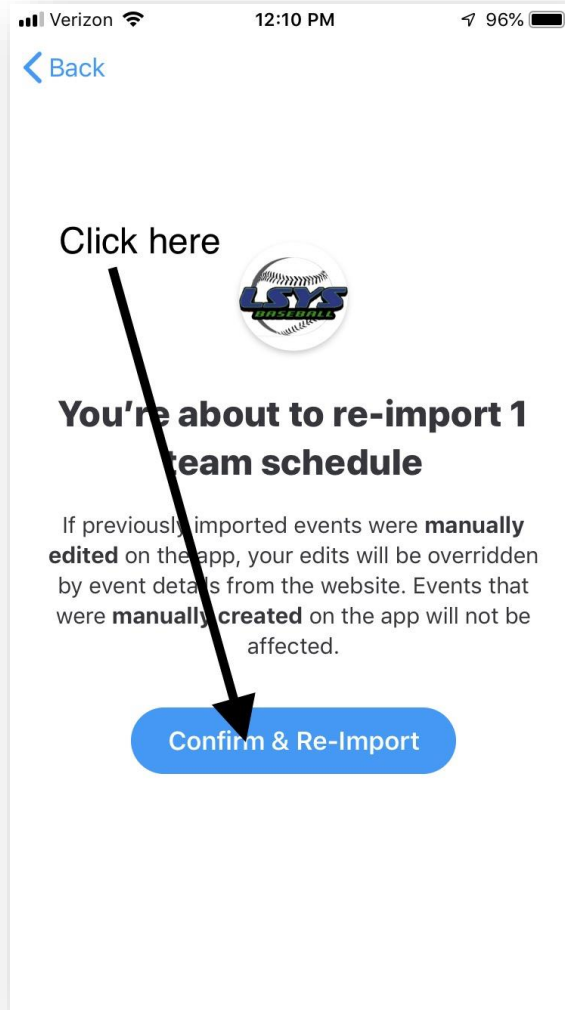 Verizon 12:10 PM 96%
Back
Click here
LSYS
BASEBALL
You’re about to re-import 1
team schedule
If previously imported events were manually
edited on the app, your edits will be overridden
by event details from the website. Events that
were manually created on the app will not be
affected.
Confirm & Re-Import